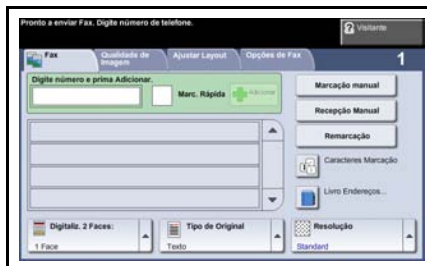 Pronto a enviar Fax. Digite número de telefone.
Visitante
Fax
Qualidade de Imagem
Ajustar Layout
Opções de Fax
1
Digite número e prima Adicionar.
Marc. Rápida
Adicionar
Marcação manual
Recepção Manual
Remarcação
Caracteres Marcação
Livro Endereços...
Digitaliz. 2 Faces:
1 Face
Tipo de Original
Texto
Resolução
Standard